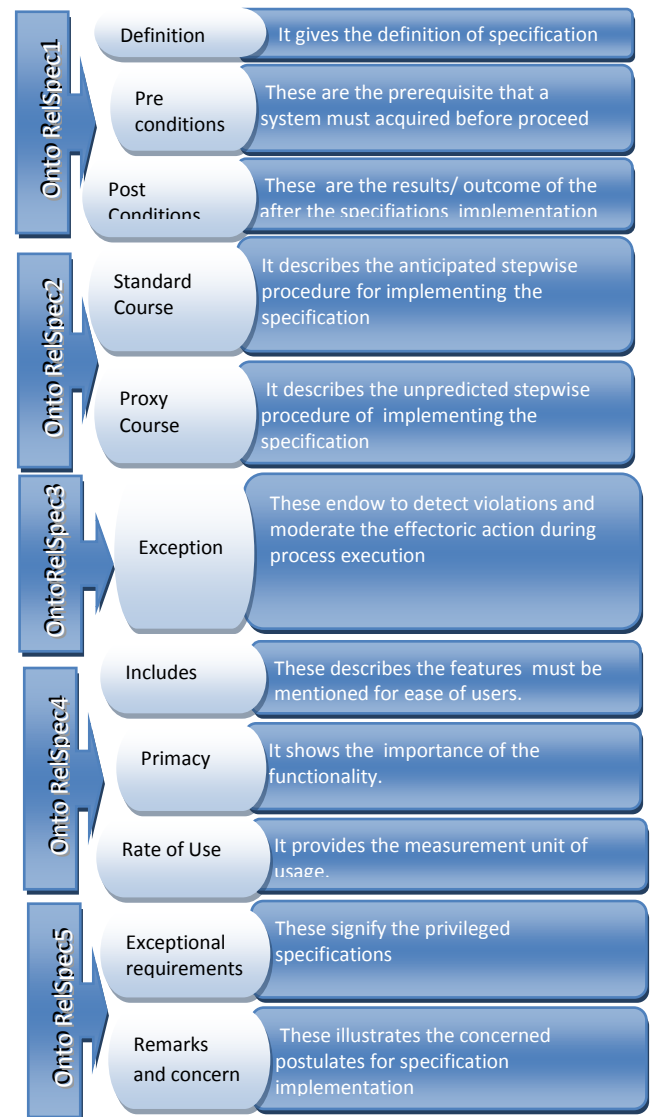 Onto RelSpec1
Definition
It gives the definition of specification
Pre
conditions
These are the prerequisite that a
system must acquired before proceed
Post
Conditions
These are the results/ outcome of the
after the specifiations implementation
Onto RelSpec2
Standard
Course
It describes the anticipated stepwise
procedure for implementing the
specification
Proxy
Course
It describes the unpredicted stepwise
procedure of implementing the
specification
OntoRelSpec3
Exception
These endow to detect violations and
moderate the effectoric action during
process execution
Onto RelSpec4
Includes
These describes the features must be
mentioned for ease of users.
Primacy
It shows the importance of the
functionality.
Rate of Use
It provides the measurement unit of
usage.
Onto RelSpec5
Exceptional
requirements
These signify the privileged
specifications
Remarks
and concern
These illustrates the concerned
postulates for specification
implementation